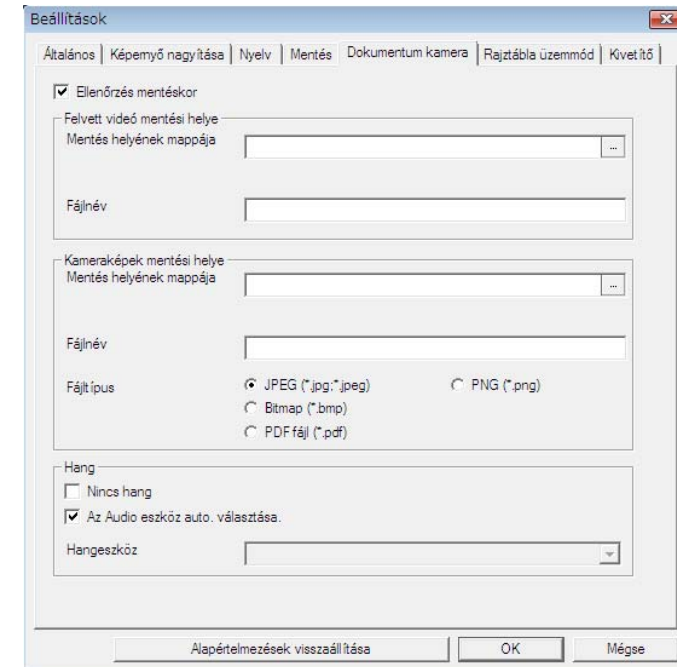 Beállítások
Általános Képernyő nagyítása Nyelv Mentés Dokumentum kamera Rajztábla üzemmód Kivetítő
Ellenőrzés mentéskor
Felvett videó mentési helye
Mentés helyének mappája
...
Fájlnév
Kameraképek mentési helye
Mentés helyének mappája
...
Fájlnév
Fájltípus JPEG (*.jpg;*.jpeg) PNG (*.png)
Bitmap (*.bmp)
PDF fájl (*.pdf)
Hang
Nincs hang
Az Audio eszköz auto. választása.
Hangeszköz
Alapértelmezések visszaállítása OK Mégse